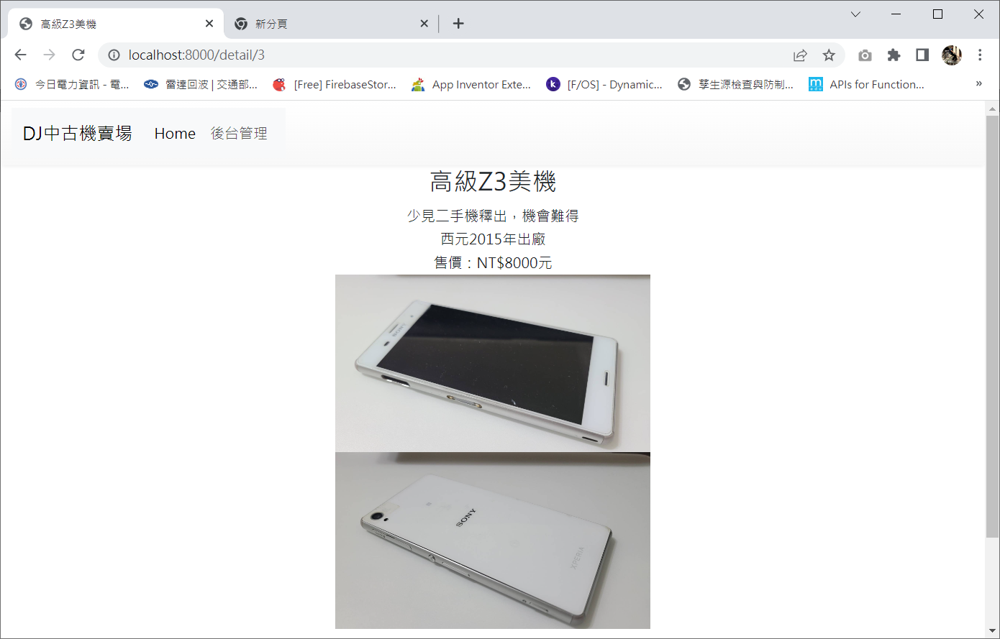 高級Z3美機
新分頁
localhost:8000/detail/3
今日電力資訊 - 電...
雷達回波 | 交通部...
[Free] FirebaseStor...
App Inventor Exte...
[F/OS] - Dynamic...
孳生源檢查與防制...
APIs for Function...
»
DJ中古機賣場
Home
後台管理
高級Z3美機
少見二手機釋出，機會難得
西元2015年出廠
售價：NT$8000元
SONY
SONY
XPERIA